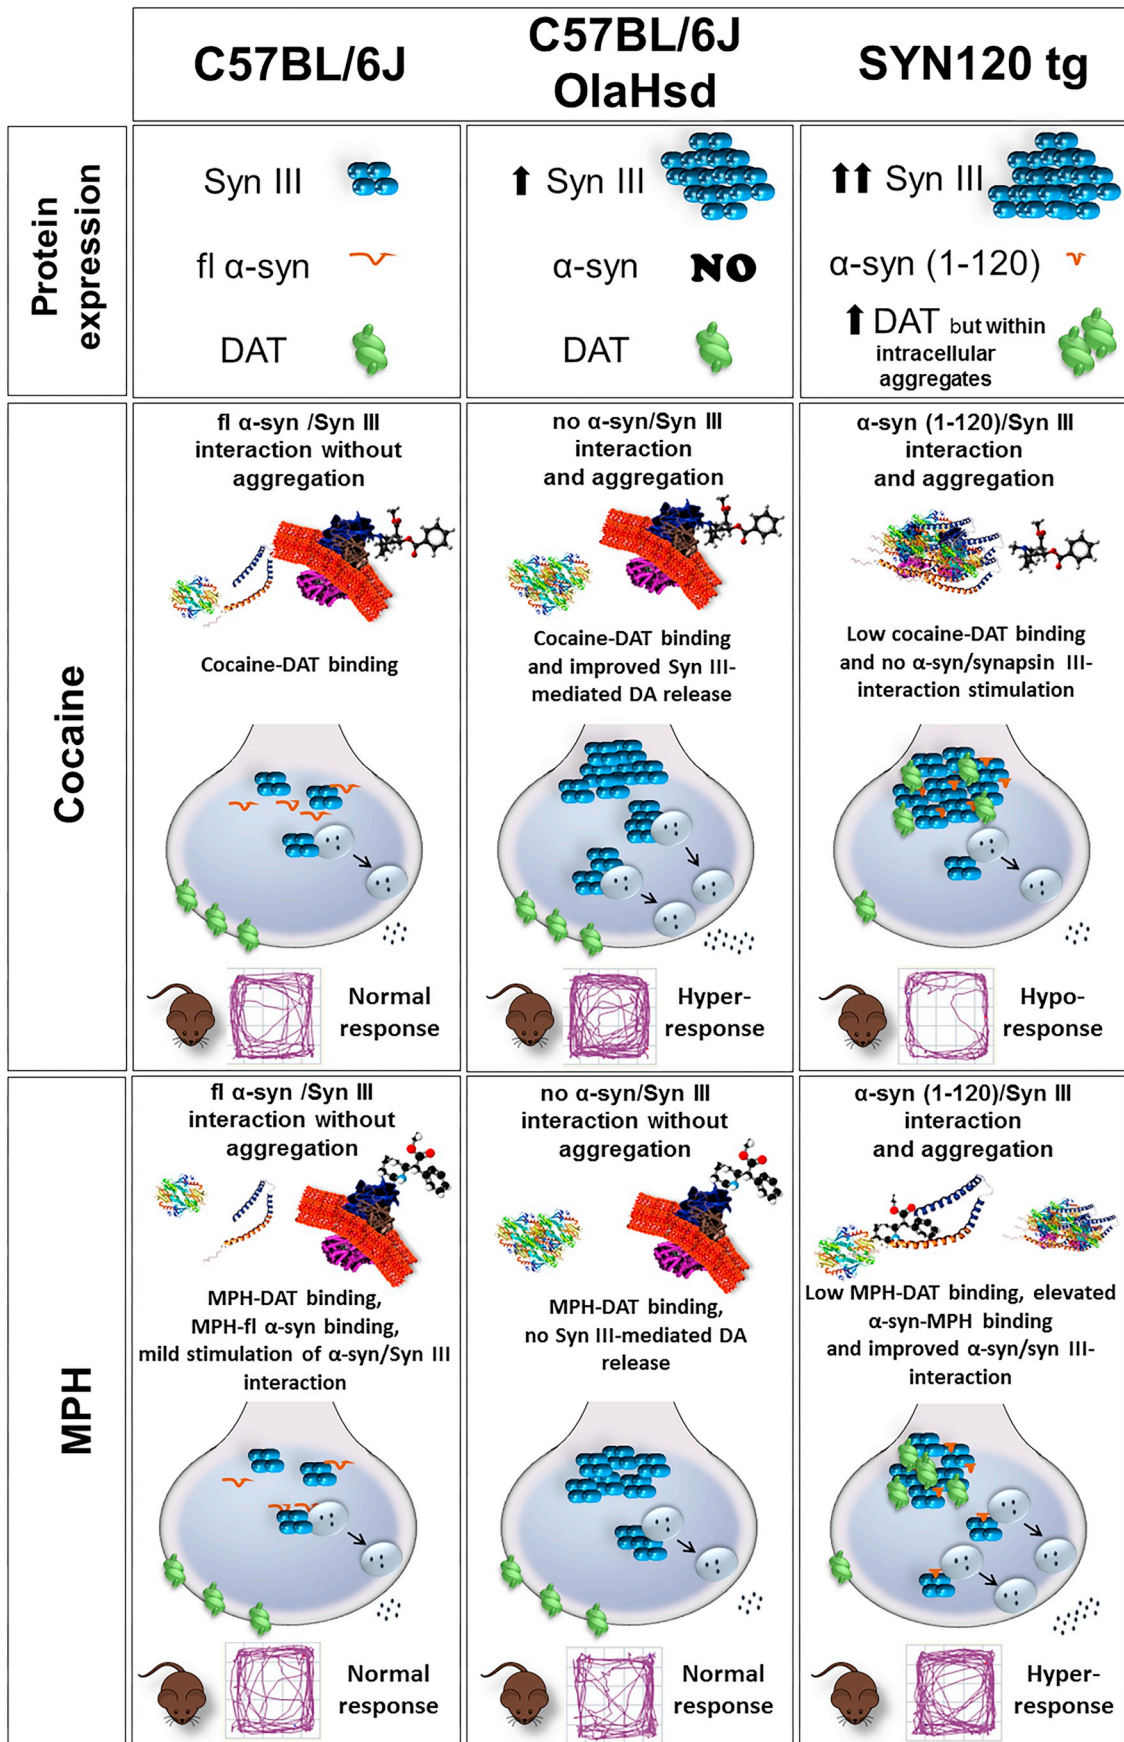 C57BL/6J
C57BL/6J
OlaHsd
SYN120 tg
Protein
expression
Syn III
fl α-syn
DAT
⬆ Syn III
α-syn NO
DAT
⬆⬆ Syn III
α-syn (1-120)
⬆ DAT but within
intracellular
aggregates
Cocaine
fl α-syn /Syn III
interaction without
aggregation
Cocaine-DAT binding
Normal
response
no α-syn/Syn III
interaction
and aggregation
Cocaine-DAT binding
and improved Syn III-
mediated DA release
Hyper-
response
α-syn (1-120)/Syn III
interaction
and aggregation
Low cocaine-DAT binding
and no α-syn/synapsin III-
interaction stimulation
Hypo-
response
MPH
fl α-syn /Syn III
interaction without
aggregation
MPH-DAT binding,
MPH-fl α-syn binding,
mild stimulation of α-syn/Syn III
interaction
Normal
response
no α-syn/Syn III
interaction without
aggregation
MPH-DAT binding,
no Syn III-mediated DA
release
Normal
response
α-syn (1-120)/Syn III
interaction
and aggregation
Low MPH-DAT binding, elevated
α-syn-MPH binding
and improved α-syn/syn III-
interaction
Hyper-
response